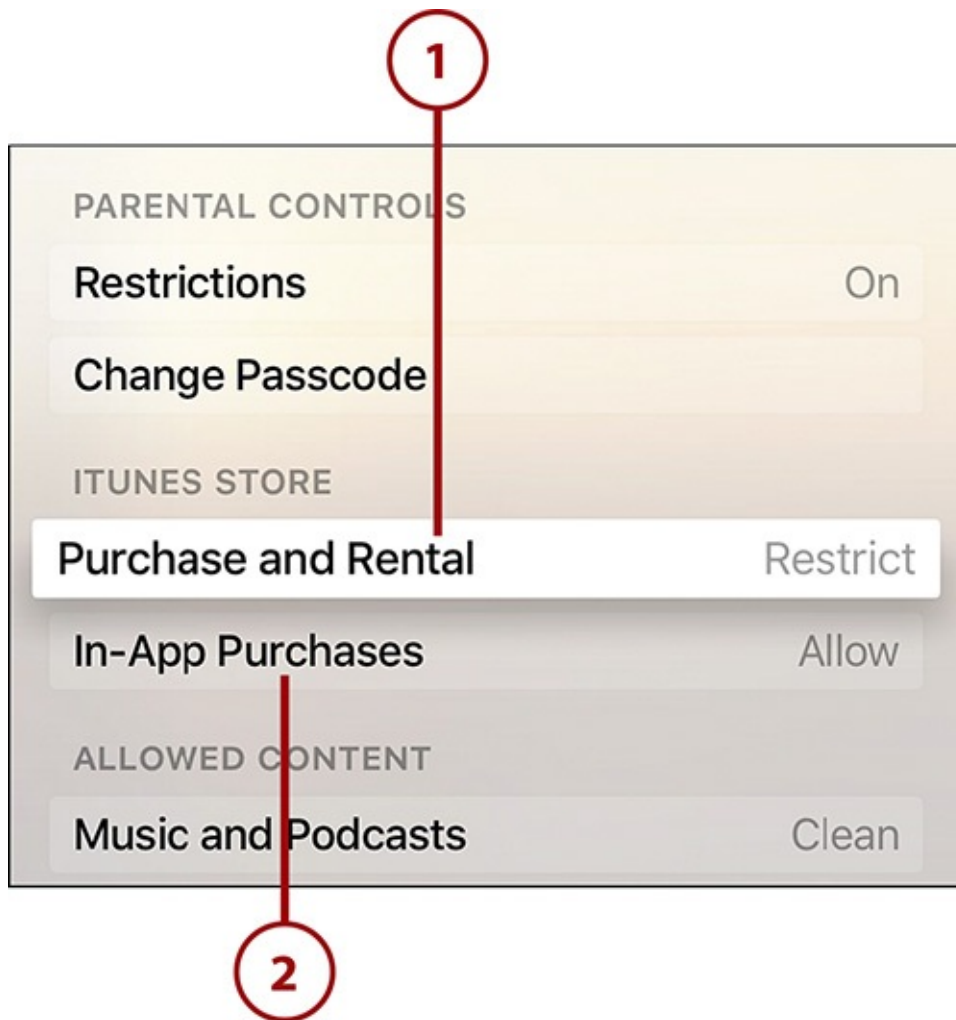 1
PARENTAL CONTROLS
Restrictions On
Change Passcode
ITUNES STORE
Purchase and Rental Restrict
In-App Purchases Allow
ALLOWED CONTENT
Music and Podcasts Clean
2